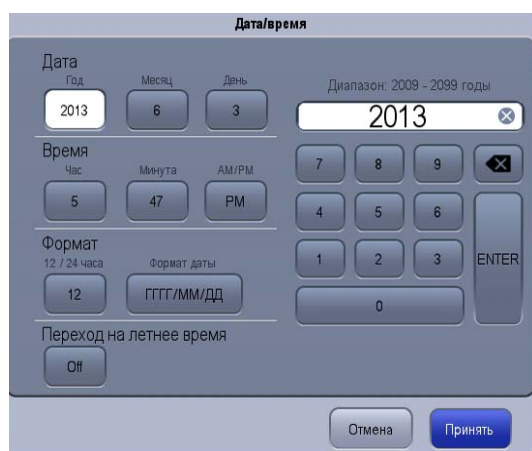 Дата/время
Дата
Год Месяц День
2013 6 3
Время
Час Минута AM/PM
5 47 PM
Формат
12 / 24 часа Формат даты
12 ГГГГ/ММ/ДД
Переход на летнее время
Off
Диапазон: 2009 - 2099 годы
2013
7 8 9
4 5 6
1 2 3 ENTER
0
Отмена Принять